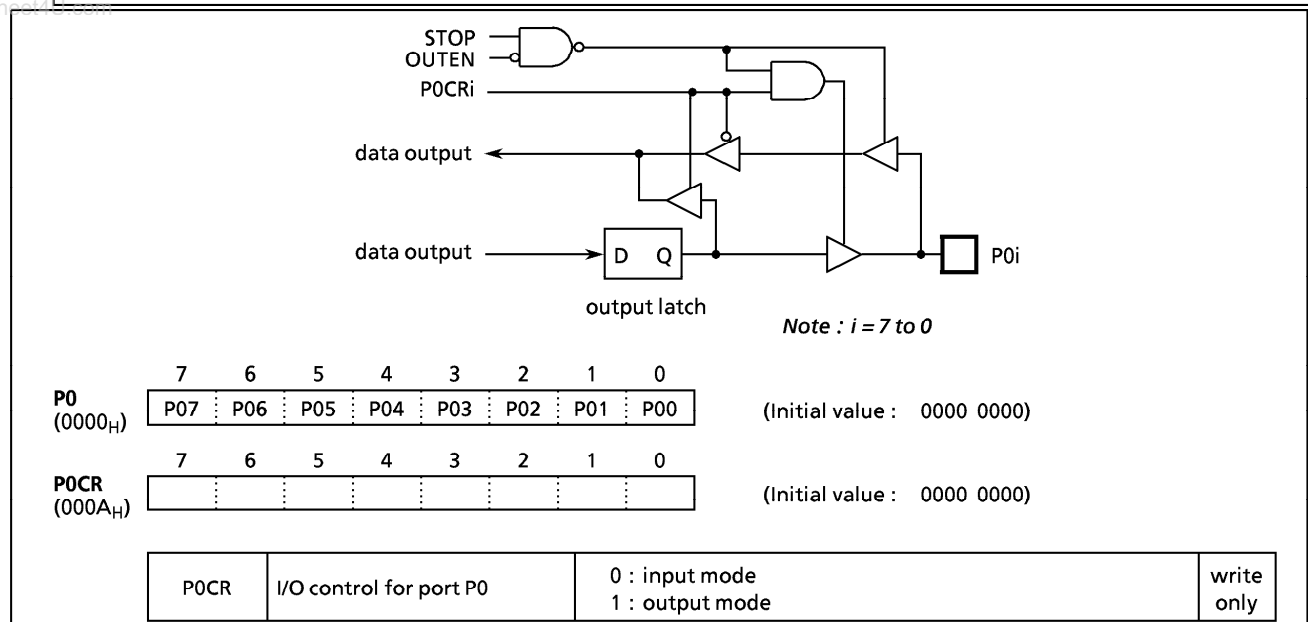 STOP
OUTEN
P0CRi
data output
data output
D Q
P0i
output latch
Note : i = 7 to 0
7 6 5 4 3 2 1 0
P0
(0000H)
P07 P06 P05 P04 P03 P02 P01 P00
(Initial value : 0000 0000)
7 6 5 4 3 2 1 0
P0CR
(000AH)
(Initial value : 0000 0000)
P0CR
I/O control for port P0
0 : input mode
1 : output mode
write
only